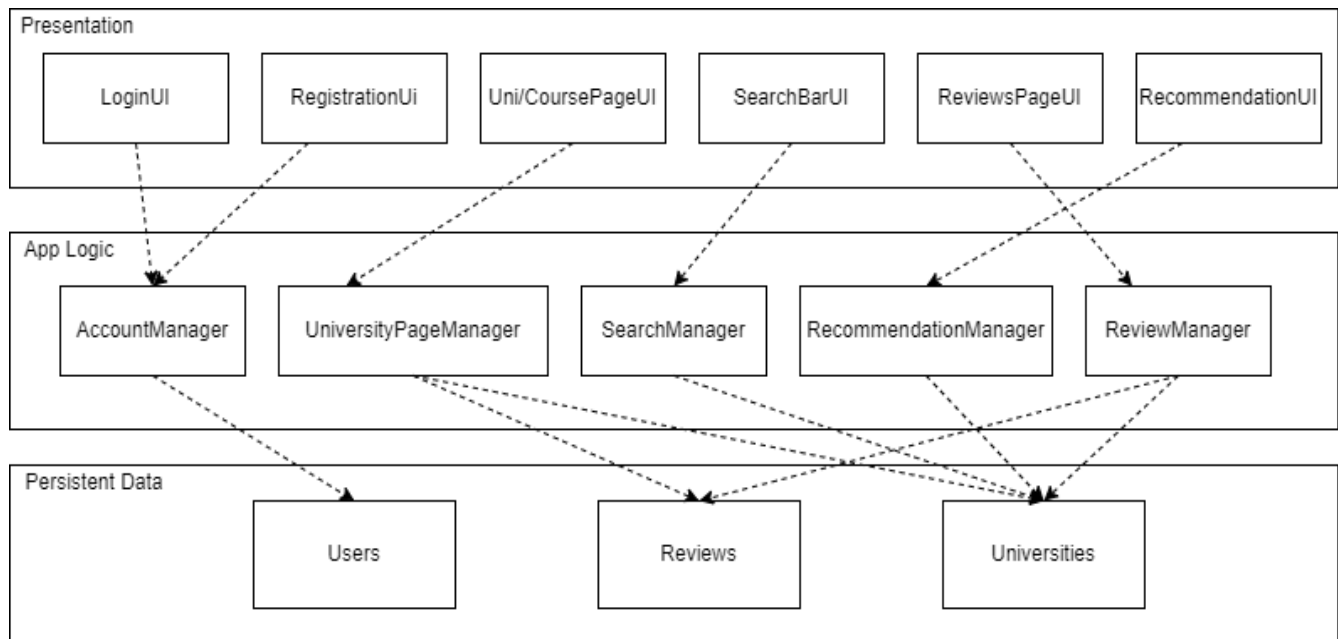 Presentation
LoginUI
RegistrationUi
Uni/CoursePageUI
SearchBarUI
ReviewsPageUI
RecommendationUI
App Logic
AccountManager
UniversityPageManager
SearchManager
RecommendationManager
ReviewManager
Persistent Data
Users
Reviews
Universities